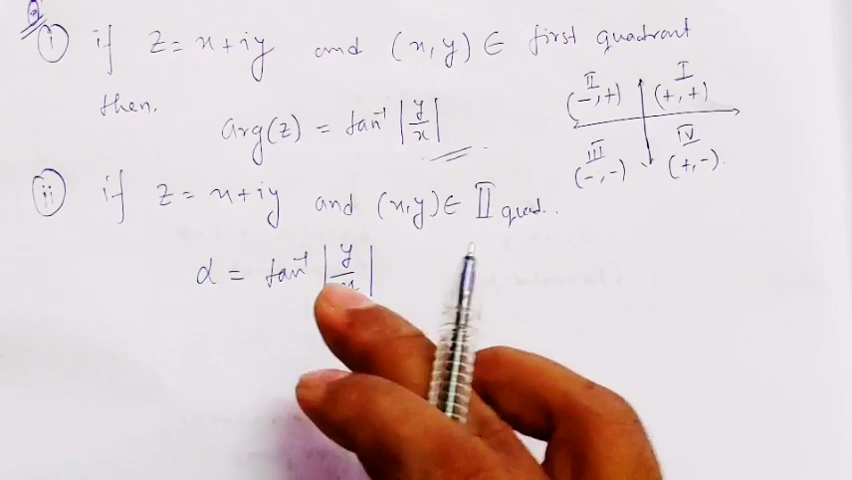 Q
(i) if z = x + iy and (x, y) ∈ first quadrant
then,
arg(z) = tan⁻¹ |y/x|
II (-, +) I (+, +)
III (-, -) IV (+, -)
(ii) if z = x + iy and (x, y) ∈ II quad.
α = tan⁻¹ |y/x|